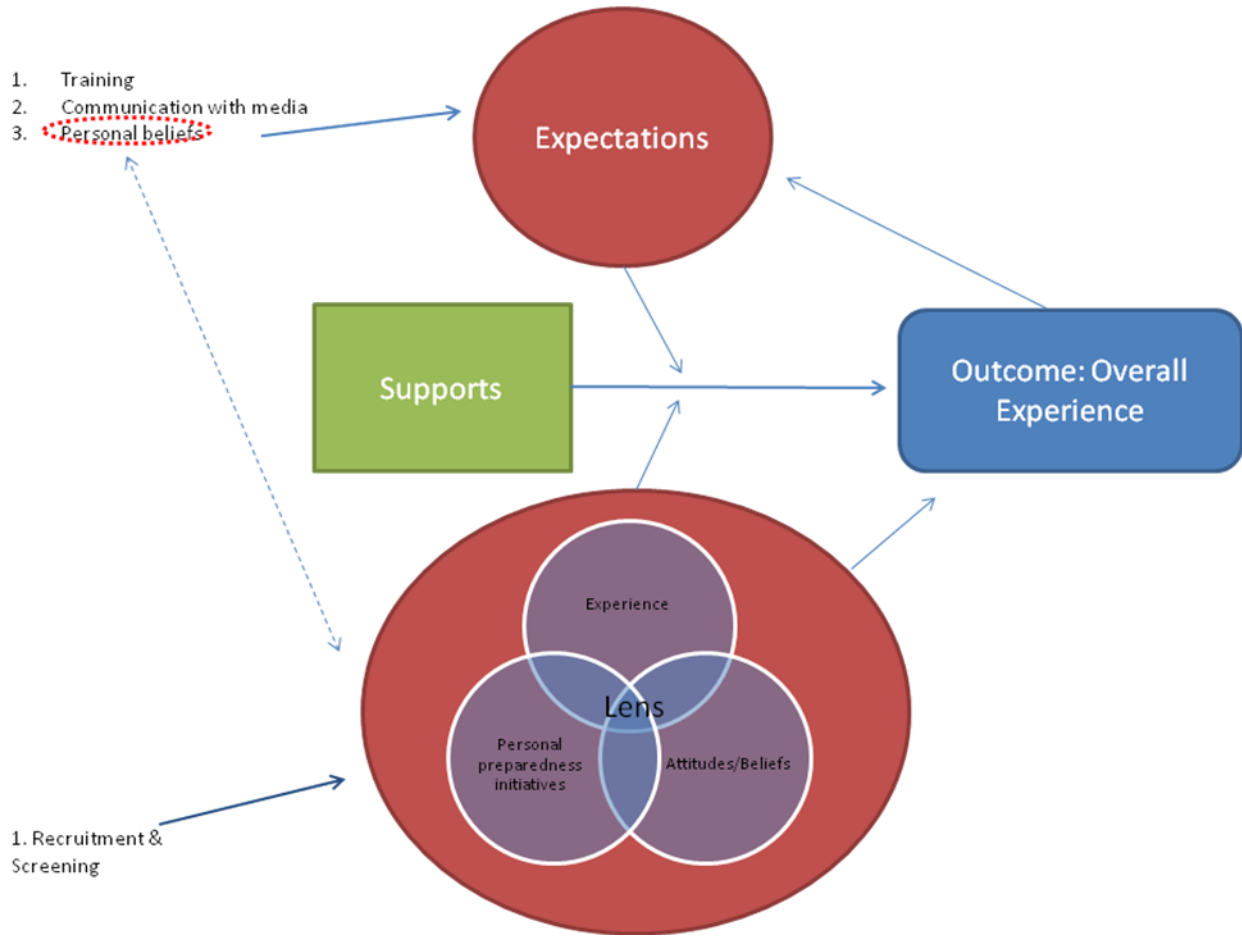 1. Training
2. Communication with media
3. Personal beliefs
Expectations
Supports
Outcome: Overall
Experience
Experience
Lens
Personal
preparedness
initiatives
Attitudes/Beliefs
1. Recruitment &
Screening